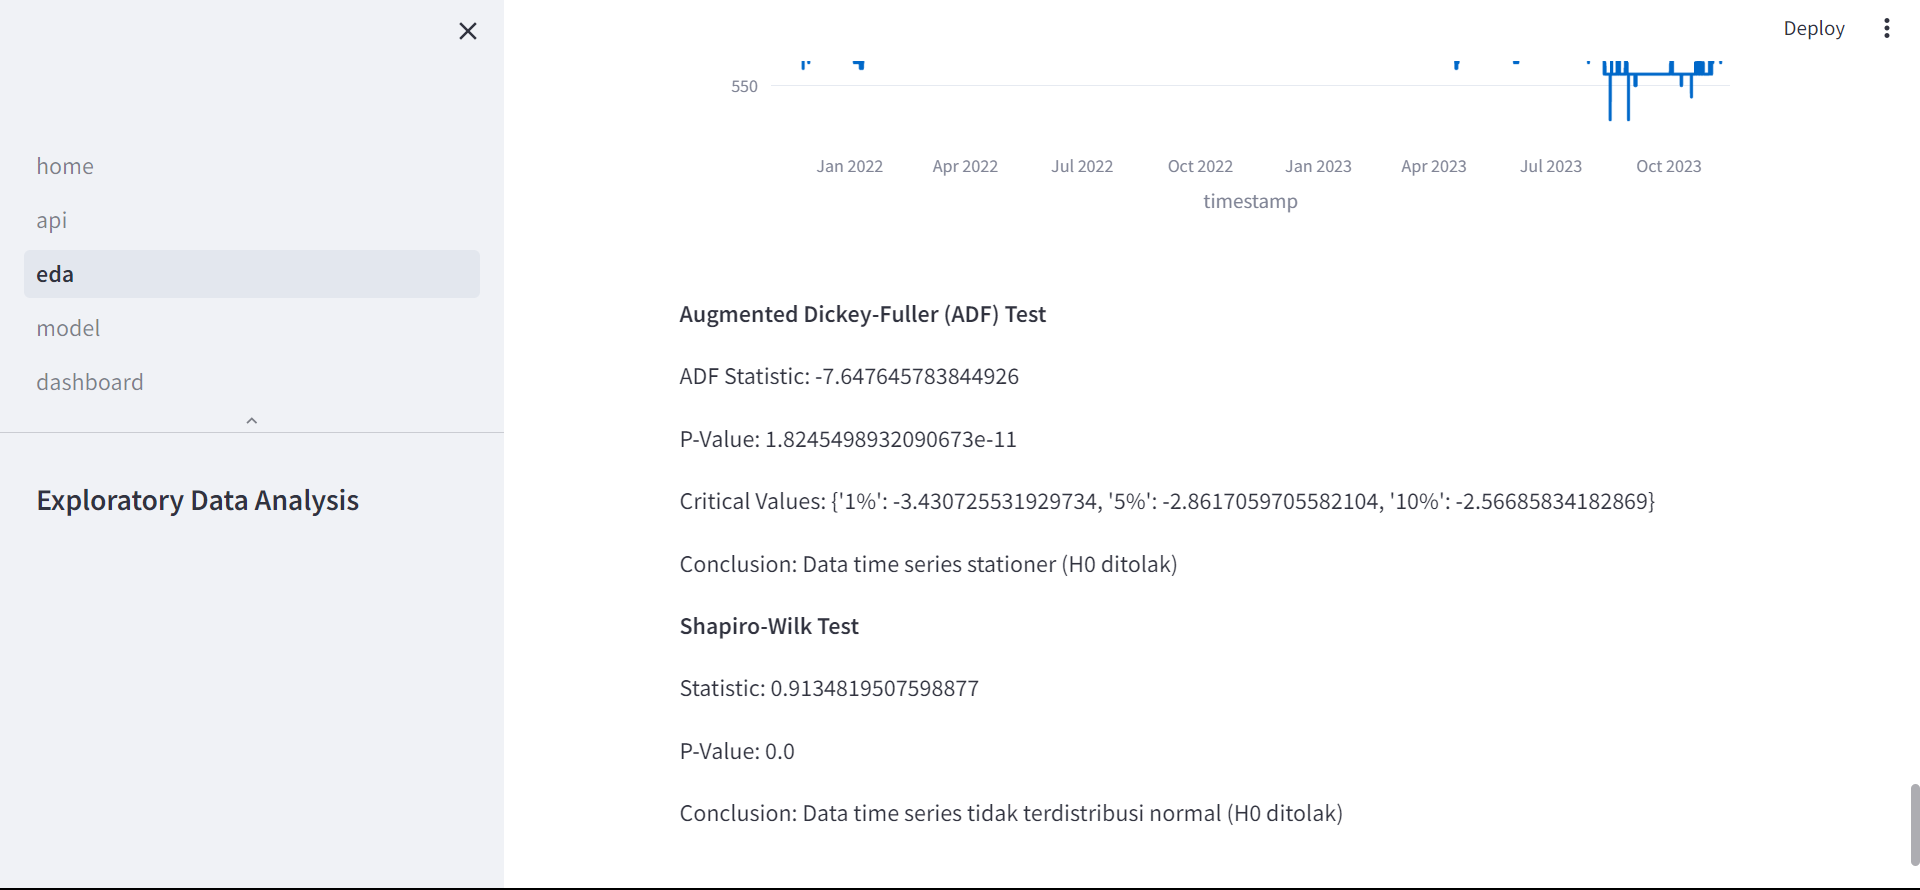 Deploy
home
api
eda
model
dashboard
Exploratory Data Analysis
550
Jan 2022 Apr 2022 Jul 2022 Oct 2022 Jan 2023 Apr 2023 Jul 2023 Oct 2023
timestamp
Augmented Dickey-Fuller (ADF) Test
ADF Statistic: -7.647645783844926
P-Value: 1.8245498932090673e-11
Critical Values: {'1%': -3.430725531929734, '5%': -2.8617059705582104, '10%': -2.56685834182869}
Conclusion: Data time series stationer (H0 ditolak)
Shapiro-Wilk Test
Statistic: 0.9134819507598877
P-Value: 0.0
Conclusion: Data time series tidak terdistribusi normal (H0 ditolak)